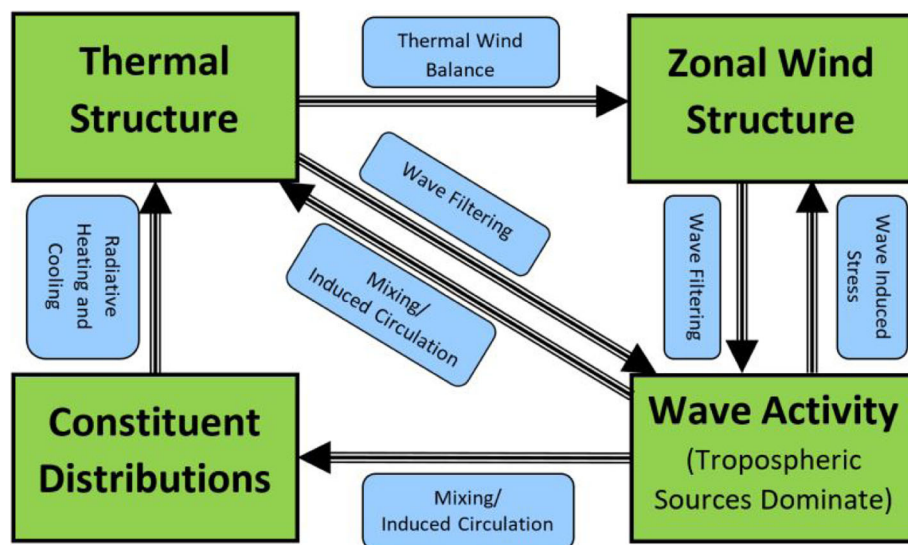 Thermal
Structure
Thermal Wind
Balance
Zonal Wind
Structure
Wave Filtering
Mixing/
Induced Circulation
Radiative
Heating and
Cooling
Wave Filtering
Wave Induced
Stress
Constituent
Distributions
Mixing/
Induced Circulation
Wave Activity
(Tropospheric
Sources Dominate)